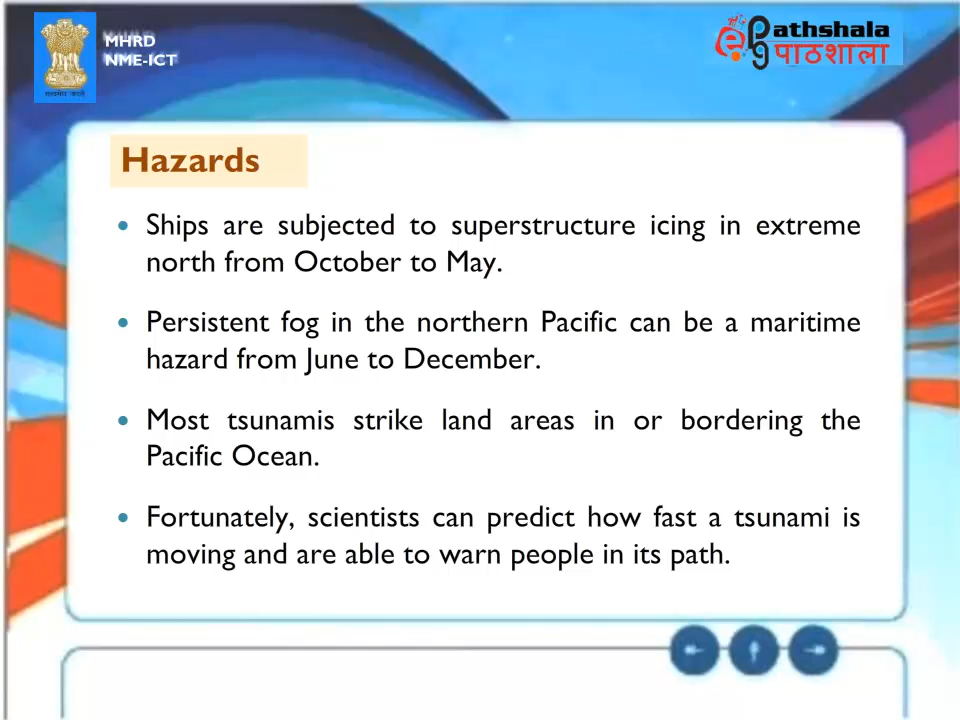 MHRD
NME-ICT
Pathshala
पाठशाला
Hazards
• Ships are subjected to superstructure icing in extreme
north from October to May.
• Persistent fog in the northern Pacific can be a maritime
hazard from June to December.
• Most tsunamis strike land areas in or bordering the
Pacific Ocean.
• Fortunately, scientists can predict how fast a tsunami is
moving and are able to warn people in its path.